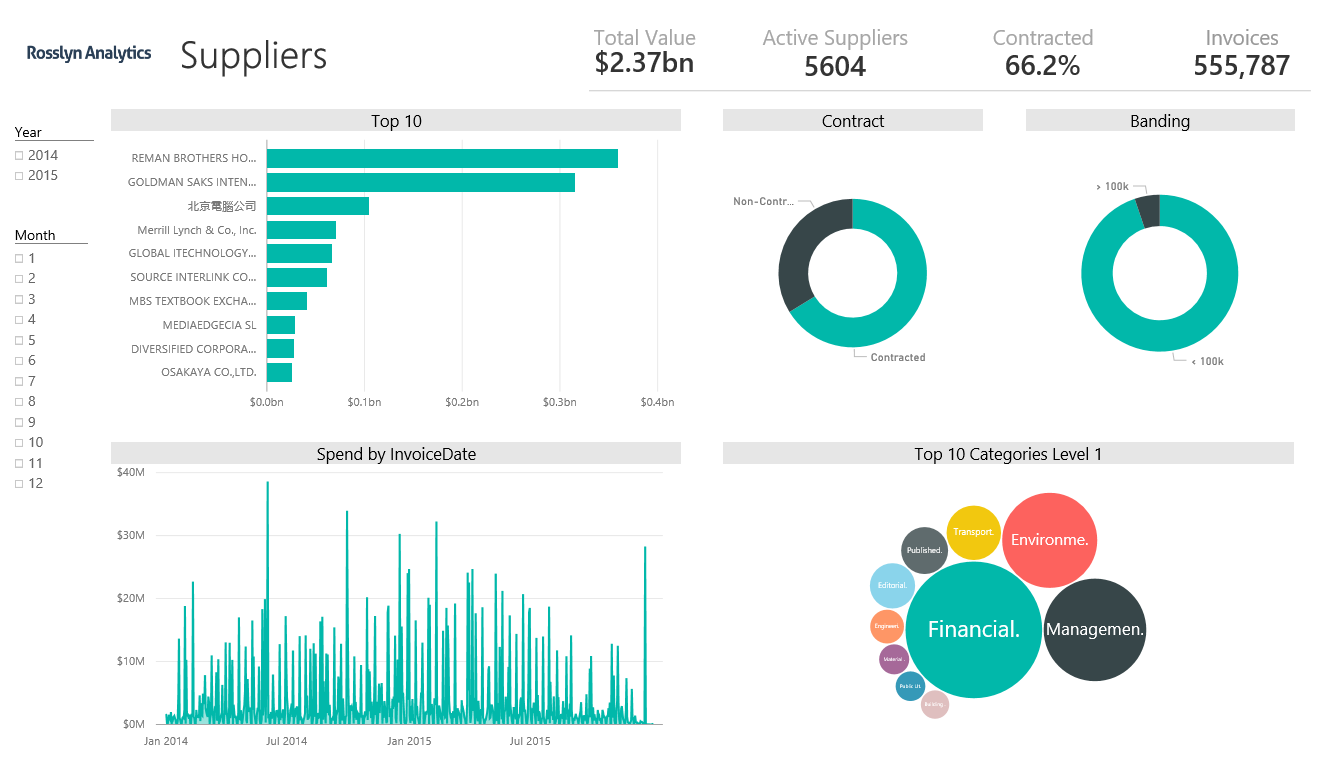 Rosslyn Analytics
Suppliers
Total Value
$2.37bn
Active Suppliers
5604
Contracted
66.2%
Invoices
555,787
Year
2014
2015
Month
1
2
3
4
5
6
7
8
9
10
11
12
Top 10
REMAN BROTHERS HO...
GOLDMAN SAKS INTEN...
北京電腦公司
Merrill Lynch & Co., Inc.
GLOBAL ITECHNOLOGY...
SOURCE INTERLINK CO...
MBS TEXTBOOK EXCHA...
MEDIAEDGECIA SL
DIVERSIFIED CORPORA...
OSAKAYA CO.,LTD.
$0.0bn $0.1bn $0.2bn $0.3bn $0.4bn
Contract
Non-Contr...
Contracted
Banding
> 100k
< 100k
Spend by InvoiceDate
$40M
$30M
$20M
$10M
$0M
Jan 2014 Jul 2014 Jan 2015 Jul 2015
Top 10 Categories Level 1
Transport.
Environme.
Published.
Editorial.
Engineeri.
Financial.
Managemen.
Material .
Public Uti.
Building .